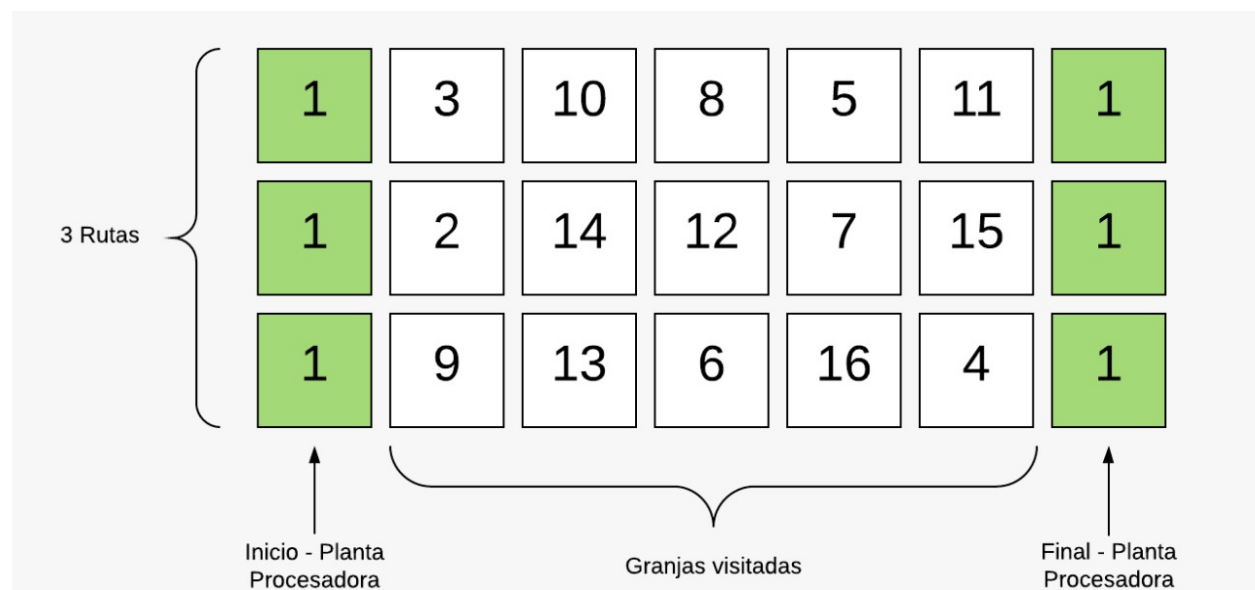 1 3 10 8 5 11 1
3 Rutas
1 2 14 12 7 15 1
1 9 13 6 16 4 1
Inicio - Planta
Procesadora
Granjas visitadas
Final - Planta
Procesadora